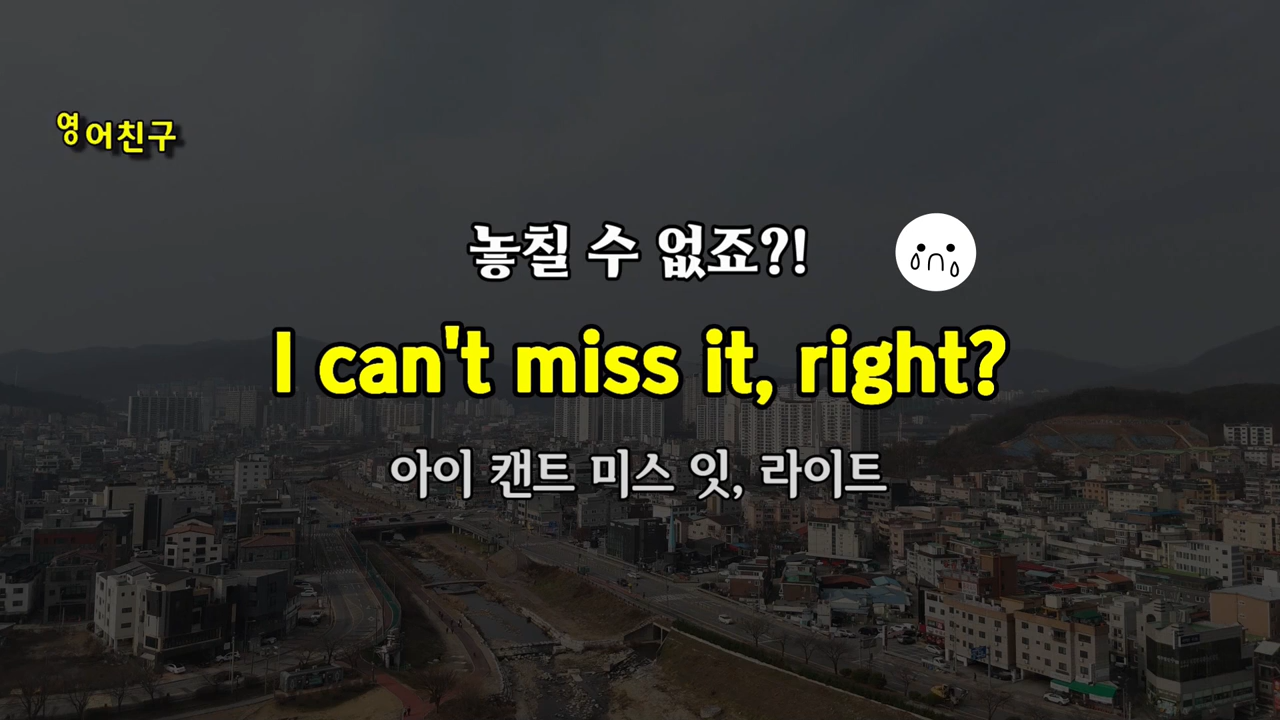 영어친구
놓칠 수 없죠?!
I can't miss it, right?
아이 캔트 미스 잇, 라이트